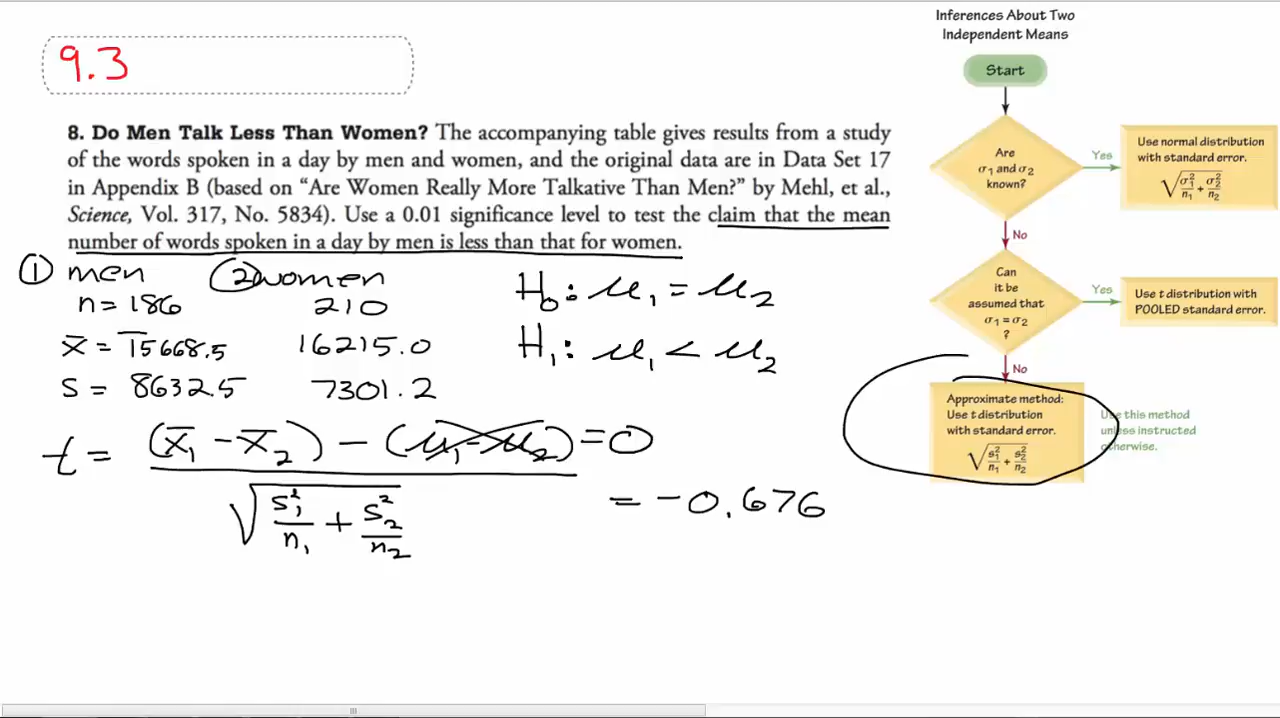 9.3
8. Do Men Talk Less Than Women? The accompanying table gives results from a study
of the words spoken in a day by men and women, and the original data are in Data Set 17
in Appendix B (based on “Are Women Really More Talkative Than Men?” by Mehl, et al.,
Science, Vol. 317, No. 5834). Use a 0.01 significance level to test the claim that the mean
number of words spoken in a day by men is less than that for women.
① men ② women
n = 186 210
x̄ = 15668.5 16215.0
s = 8632.5 7301.2
H₀: μ₁ = μ₂
H₁: μ₁ < μ₂
t = (x̄₁ - x̄₂) - (μ₁ - μ₂) = 0
√ s₁²/n₁ + s₂²/n₂
= -0.676
Inferences About Two
Independent Means
Start
Are
σ₁ and σ₂
known?
Yes
Use normal distribution
with standard error.
√ σ₁²/n₁ + σ₂²/n₂
No
Can
it be
assumed that
σ₁ = σ₂
?
Yes
Use t distribution with
POOLED standard error.
No
Approximate method:
Use t distribution
with standard error.
√ s₁²/n₁ + s₂²/n₂
Use this method
unless instructed
otherwise.